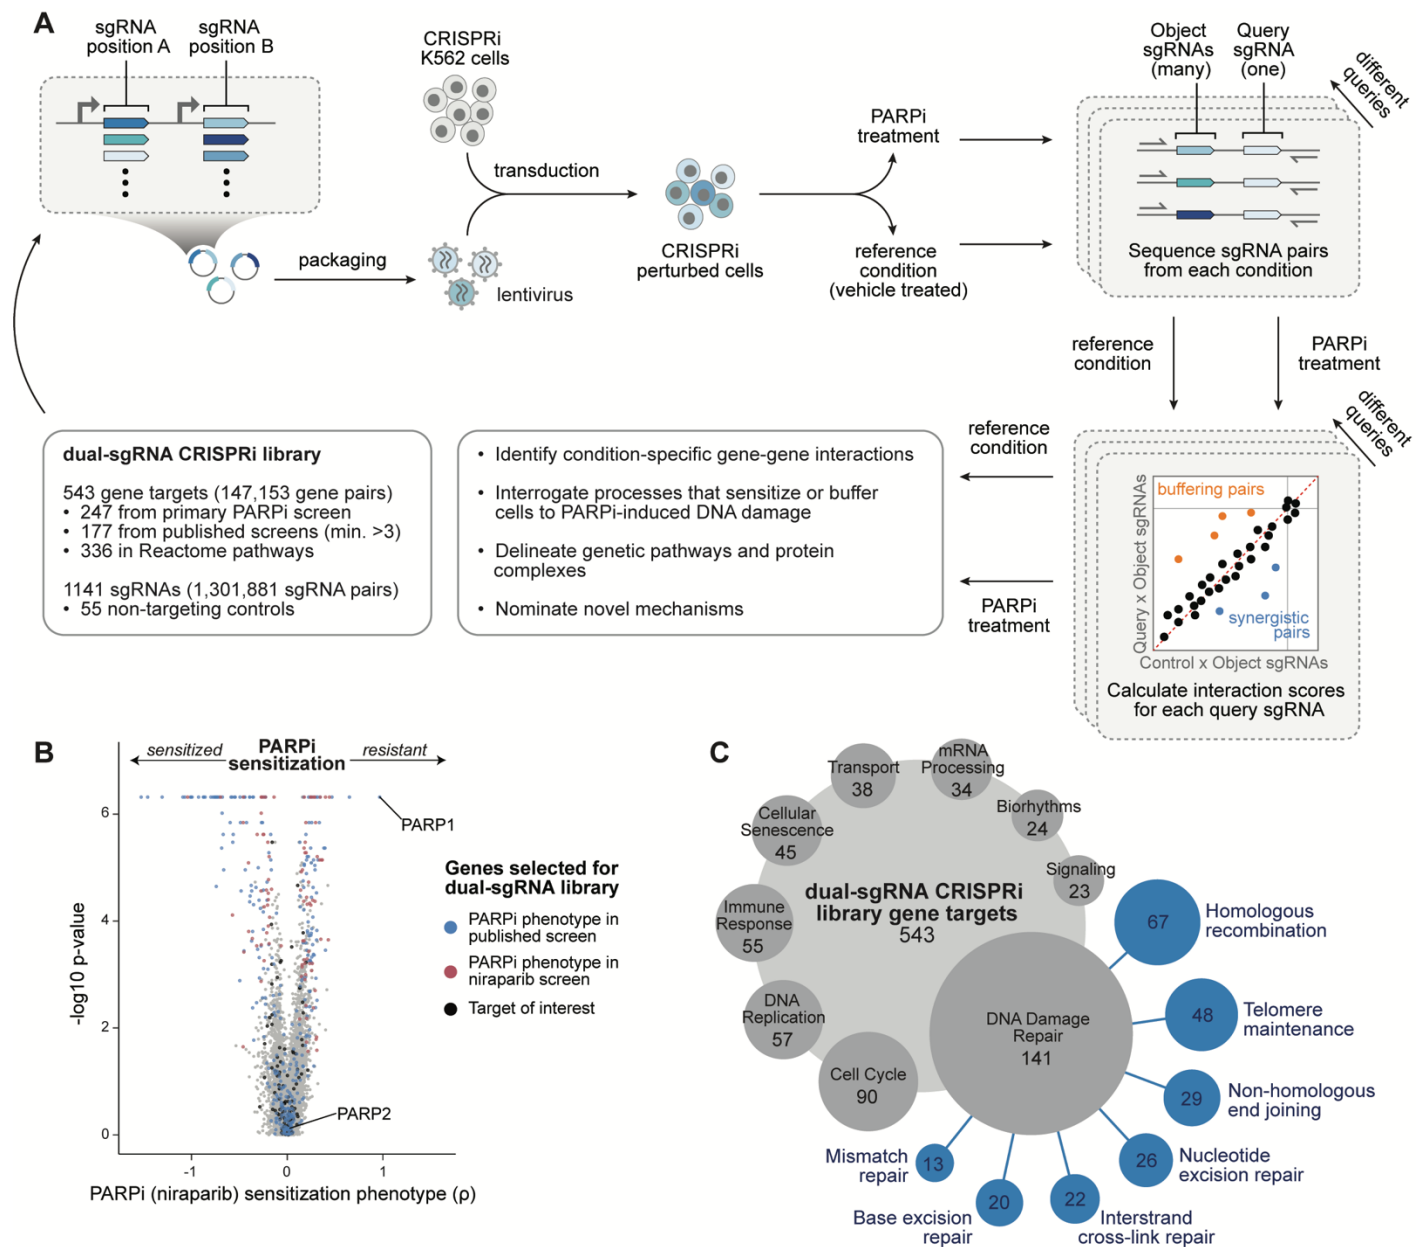 A
sgRNA
position A
sgRNA
position B
CRISPRi
K562 cells
packaging
lentivirus
transduction
CRISPRi
perturbed cells
PARPi
treatment
reference
condition
(vehicle treated)
Object
sgRNAs
(many)
Query
sgRNA
(one)
different
queries
Sequence sgRNA pairs
from each condition
reference
condition
PARPi
treatment
different
queries
buffering pairs
synergistic
pairs
Query x Object sgRNAs
Control x Object sgRNAs
Calculate interaction scores
for each query sgRNA
reference
condition
PARPi
treatment
• Identify condition-specific gene-gene interactions
• Interrogate processes that sensitize or buffer
cells to PARPi-induced DNA damage
• Delineate genetic pathways and protein
complexes
• Nominate novel mechanisms
dual-sgRNA CRISPRi library
543 gene targets (147,153 gene pairs)
• 247 from primary PARPi screen
• 177 from published screens (min. >3)
• 336 in Reactome pathways
1141 sgRNAs (1,301,881 sgRNA pairs)
• 55 non-targeting controls
B
sensitized
PARPi
sensitization
resistant
PARP1
PARP2
6
4
2
0
-1
0
1
-log10 p-value
PARPi (niraparib) sensitization phenotype (ρ)
Genes selected for
dual-sgRNA library
PARPi phenotype in
published screen
PARPi phenotype in
niraparib screen
Target of interest
C
Transport
38
mRNA
Processing
34
Biorhythms
24
Signaling
23
Cellular
Senescence
45
Immune
Response
55
DNA
Replication
57
Cell Cycle
90
dual-sgRNA CRISPRi
library gene targets
543
DNA Damage
Repair
141
67
Homologous
recombination
48
Telomere
maintenance
29
Non-homologous
end joining
26
Nucleotide
excision repair
22
Interstrand
cross-link repair
20
Base excision
repair
13
Mismatch
repair